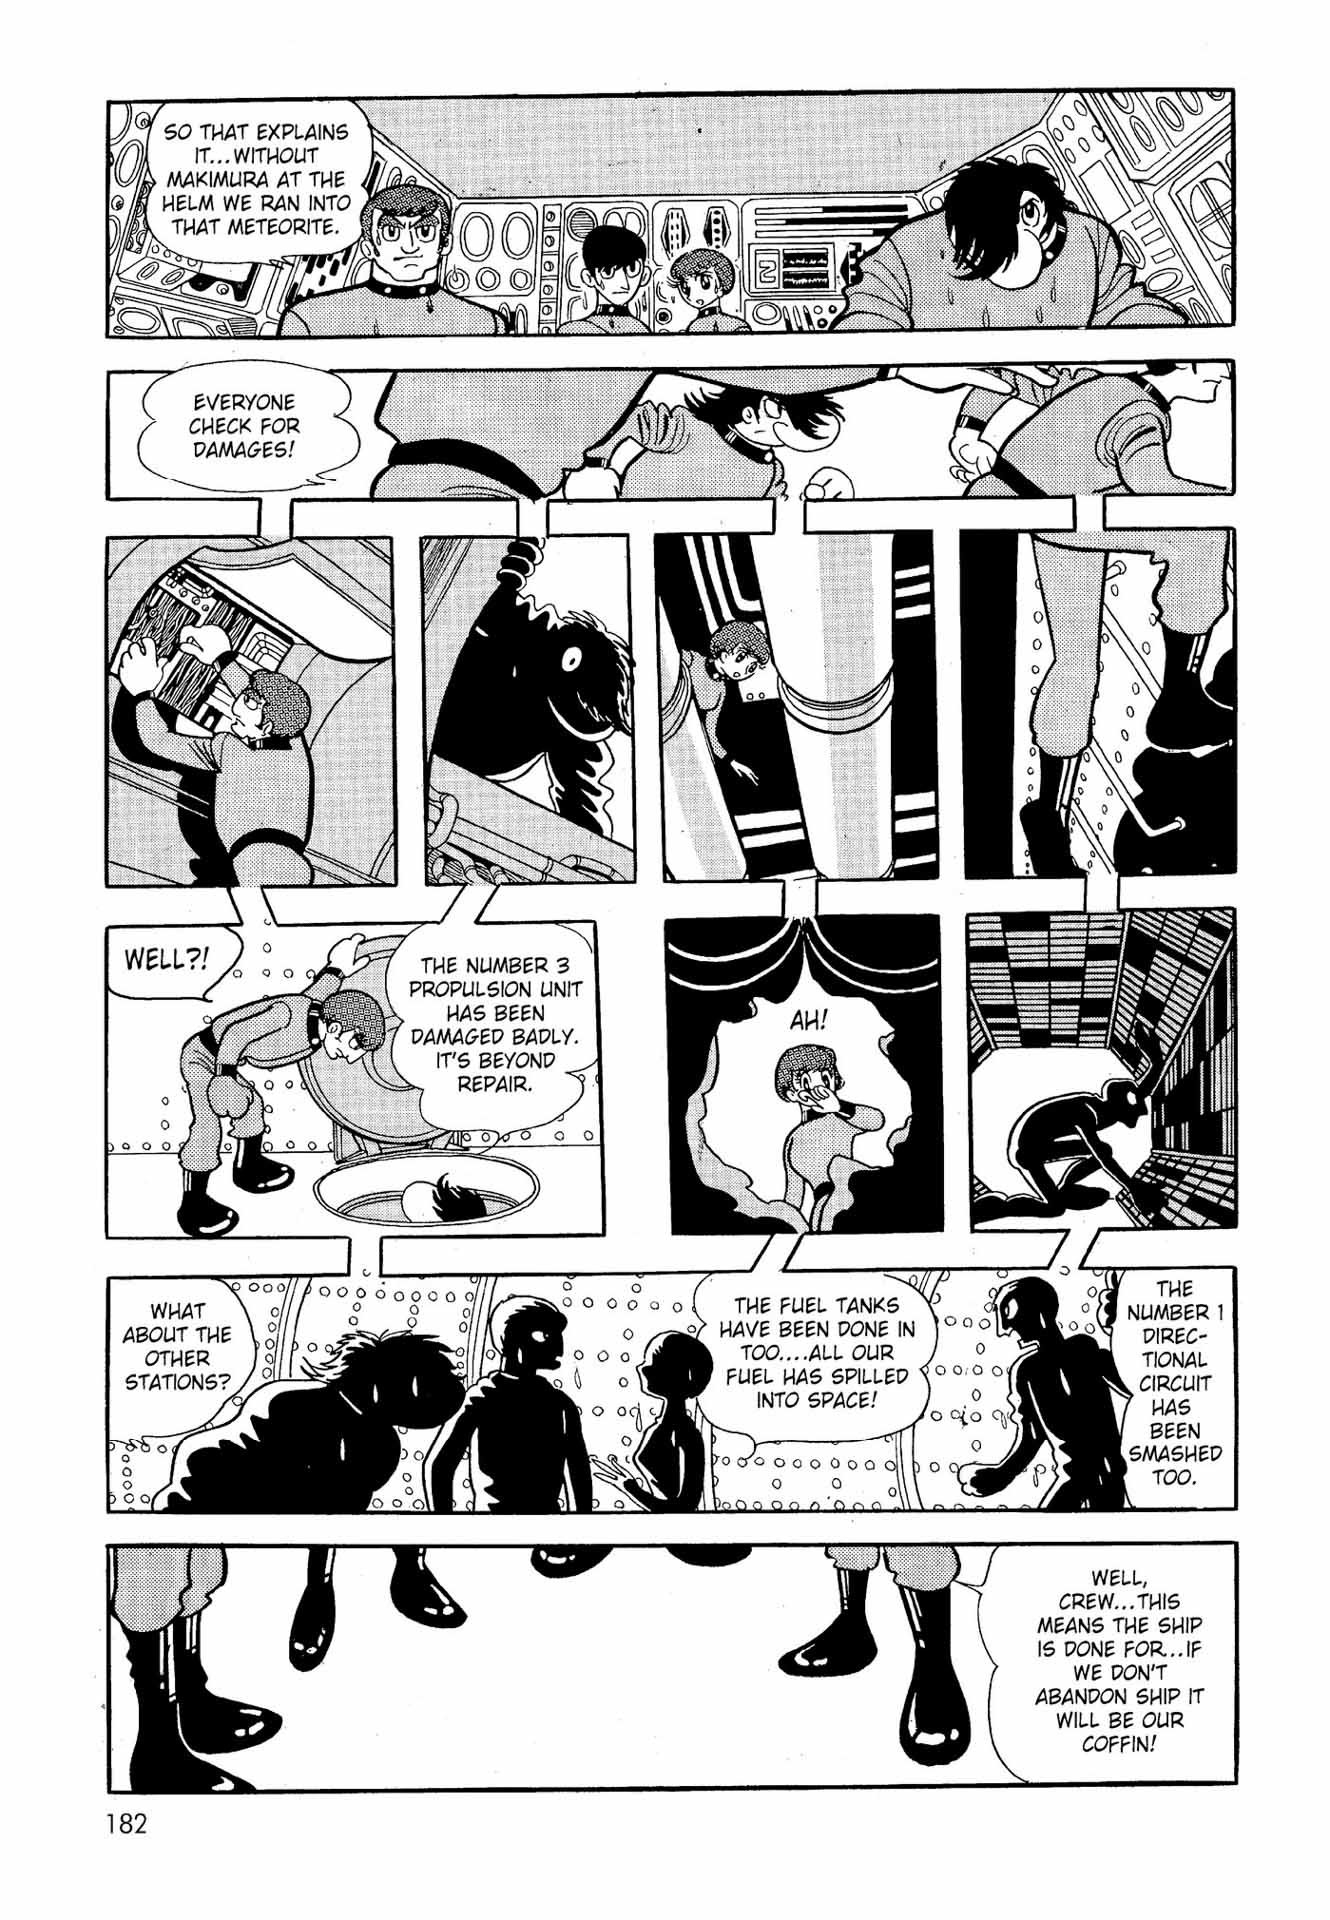 SO THAT EXPLAINS
IT...WITHOUT
MAKIMURA AT THE
HELM WE RAN INTO
THAT METEORITE.
EVERYONE
CHECK FOR
DAMAGES!
WELL?!
THE NUMBER 3
PROPULSION UNIT
HAS BEEN
DAMAGED BADLY.
IT'S BEYOND
REPAIR.
AH!
WHAT
ABOUT THE
OTHER
STATIONS?
THE FUEL TANKS
HAVE BEEN DONE IN
TOO....ALL OUR
FUEL HAS SPILLED
INTO SPACE!
THE
NUMBER 1
DIREC-
TIONAL
CIRCUIT
HAS
BEEN
SMASHED
TOO.
WELL,
CREW...THIS
MEANS THE SHIP
IS DONE FOR...IF
WE DON'T
ABANDON SHIP IT
WILL BE OUR
COFFIN!
182